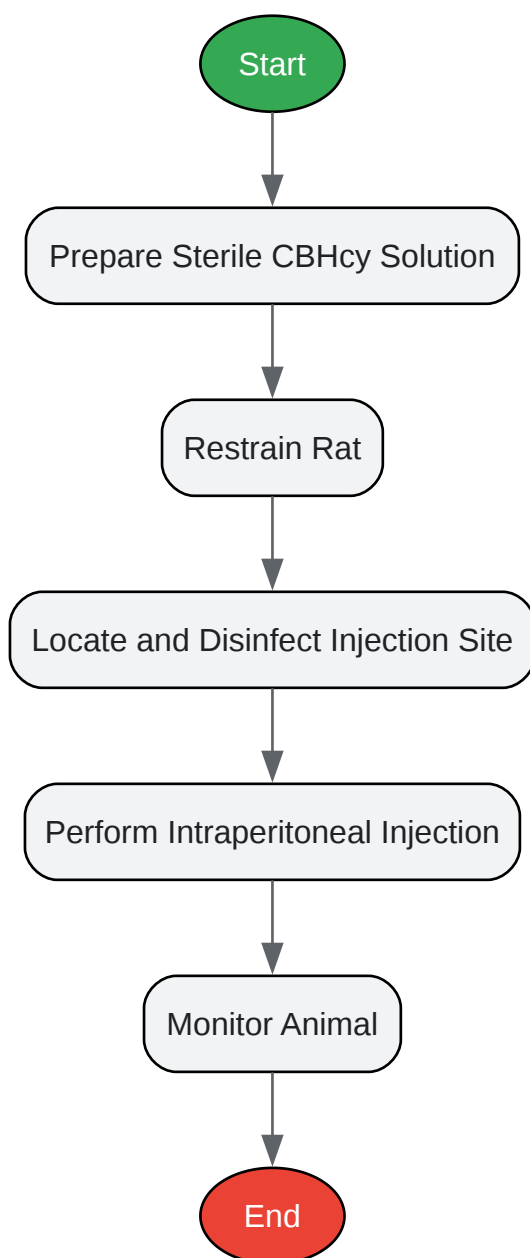 Start
Prepare Sterile CBHcy Solution
Restrain Rat
Locate and Disinfect Injection Site
Perform Intraperitoneal Injection
Monitor Animal
End